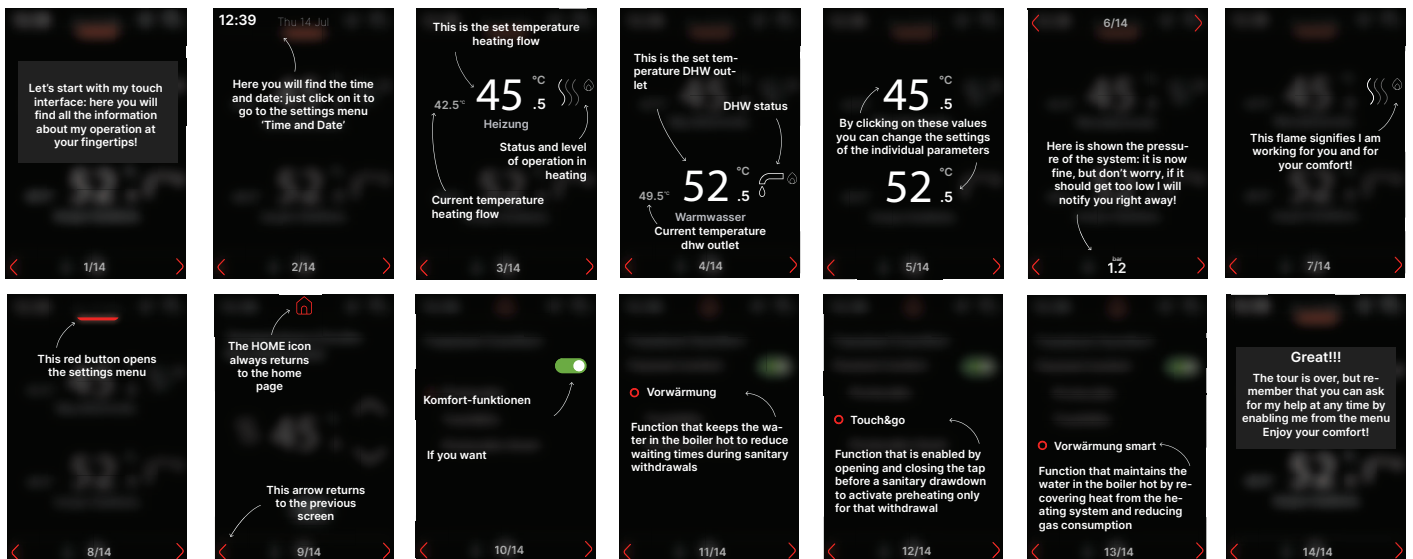 Let's start with my touch
interface: here you will
find all the information
about my operation at
your fingertips!
1/14
12:39
Thu 14 Jul
Here you will find the time
and date: just click on it to
go to the settings menu
‘Time and Date’
2/14
This is the set temperature
heating flow
42.5°C
45.5 °C
Heizung
Status and level
of operation in
heating
Current temperature
heating flow
3/14
This is the set tem-
perature DHW out-
let
DHW status
49.5°C
52.5 °C
Warmwasser
Current temperature
dhw outlet
4/14
45.5 °C
By clicking on these values
you can change the settings
of the individual parameters
52.5 °C
5/14
6/14
Here is shown the pressu-
re of the system: it is now
fine, but don't worry, if it
should get too low I will
notify you right away!
bar
1.2
This flame signifies I am
working for you and for
your comfort!
7/14
This red button opens
the settings menu
8/14
The HOME icon
always returns
to the home
page
This arrow returns
to the previous
screen
9/14
Komfort-funktionen
If you want
10/14
Vorwärmung
Function that keeps the wa-
ter in the boiler hot to reduce
waiting times during sanitary
withdrawals
11/14
Touch&go
Function that is enabled by
opening and closing the tap
before a sanitary drawdown
to activate preheating only
for that withdrawal
12/14
Vorwärmung smart
Function that maintains the
water in the boiler hot by re-
covering heat from the he-
ating system and reducing
gas consumption
13/14
Great!!!
The tour is over, but re-
member that you can ask
for my help at any time by
enabling me from the menu
Enjoy your comfort!
14/14